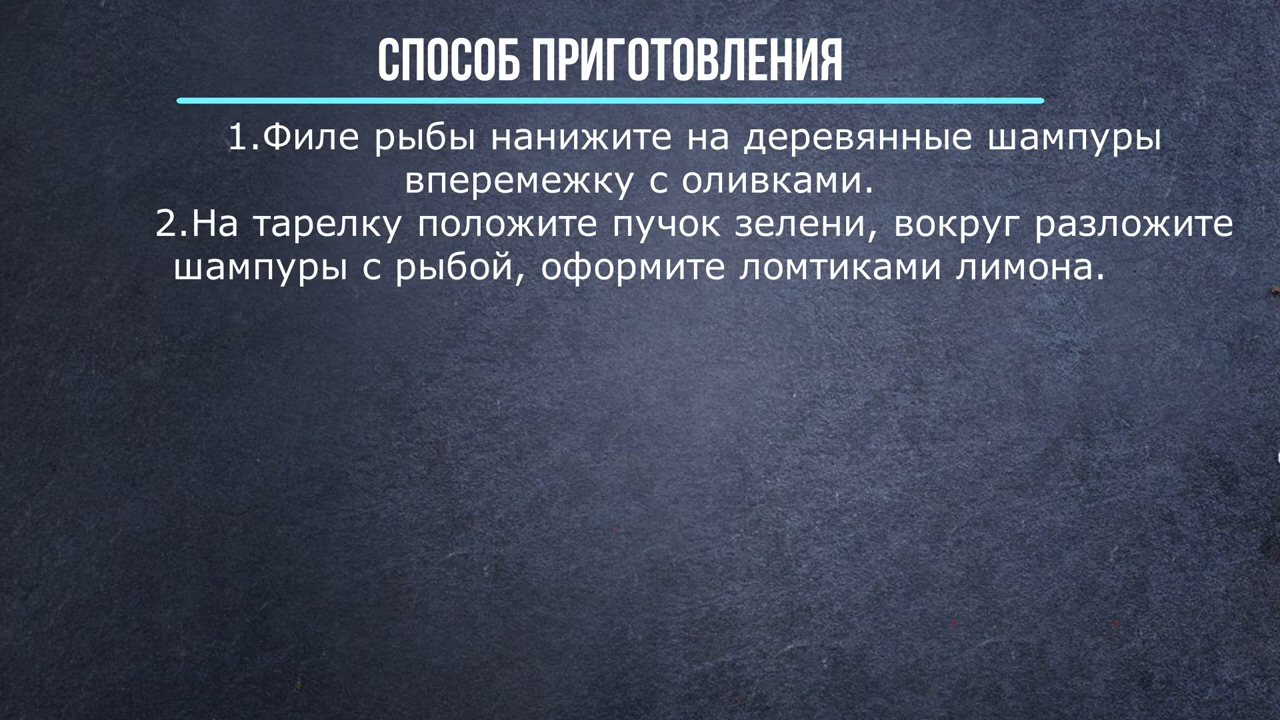 СПОСОБ ПРИГОТОВЛЕНИЯ
1.Филе рыбы нанижите на деревянные шампуры
вперемежку с оливками.
2.На тарелку положите пучок зелени, вокруг разложите
шампуры с рыбой, оформите ломтиками лимона.